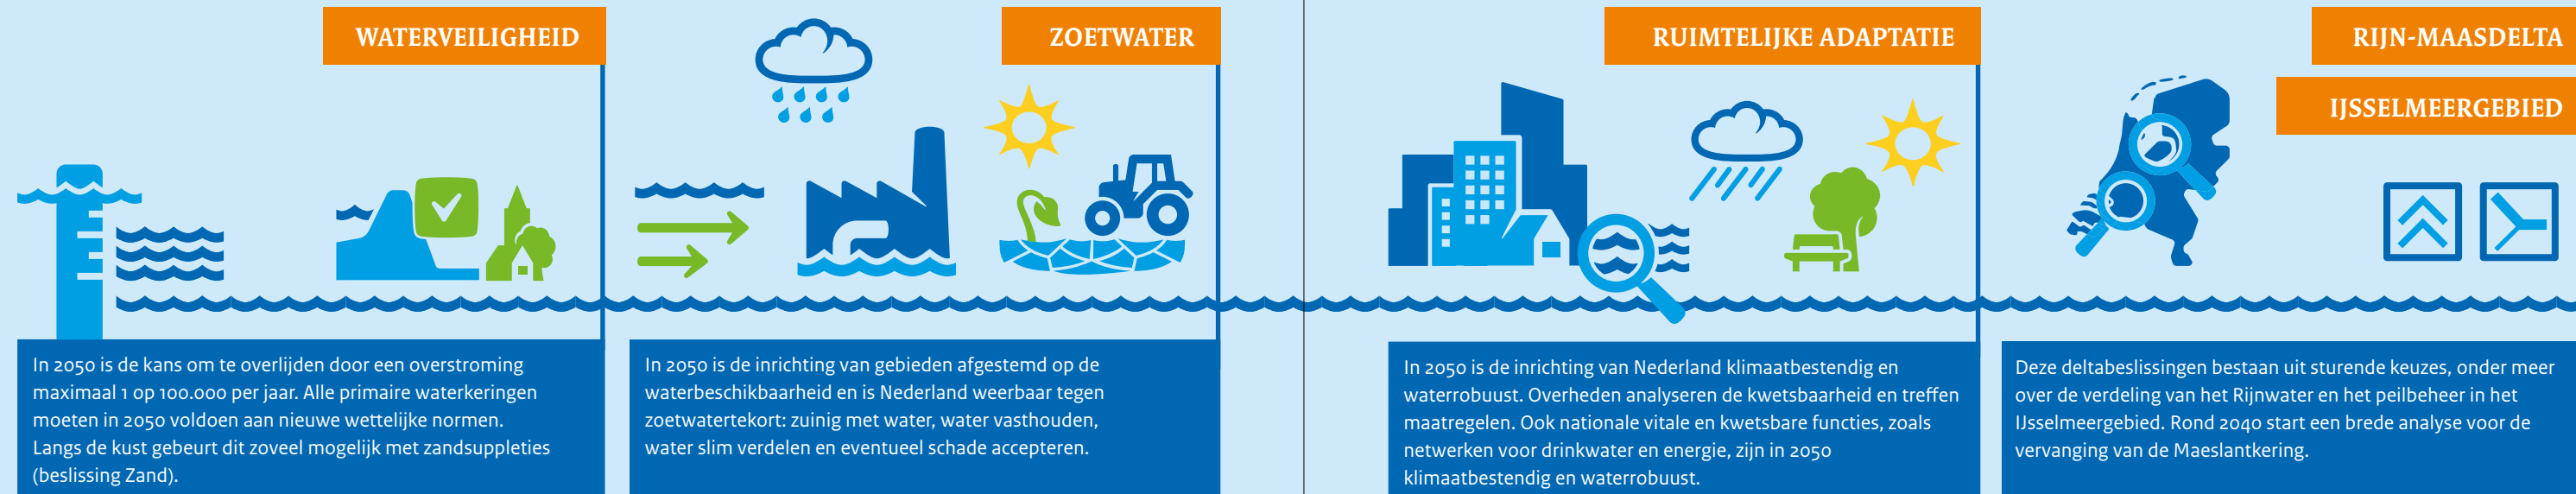 WATERVEILIGHEID
In 2050 is de kans om te overlijden door een overstroming
maximaal 1 op 100.000 per jaar. Alle primaire waterkeringen
moeten in 2050 voldoen aan nieuwe wettelijke normen.
Langs de kust gebeurt dit zoveel mogelijk met zandsuppleties
(beslissing Zand).
ZOETWATER
In 2050 is de inrichting van gebieden afgestemd op de
waterbeschikbaarheid en is Nederland weerbaar tegen
zoetwatertekort: zuinig met water, water vasthouden,
water slim verdelen en eventueel schade accepteren.
RUIMTELIJKE ADAPTATIE
In 2050 is de inrichting van Nederland klimaatbestendig en
waterrobuust. Overheden analyseren de kwetsbaarheid en treffen
maatregelen. Ook nationale vitale en kwetsbare functies, zoals
netwerken voor drinkwater en energie, zijn in 2050
klimaatbestendig en waterrobuust.
RIJN-MAASDELTA
IJSSELMEERGEBIED
Deze deltabeslissingen bestaan uit sturende keuzes, onder meer
over de verdeling van het Rijnwater en het peilbeheer in het
IJsselmeergebied. Rond 2040 start een brede analyse voor de
vervanging van de Maeslantkering.